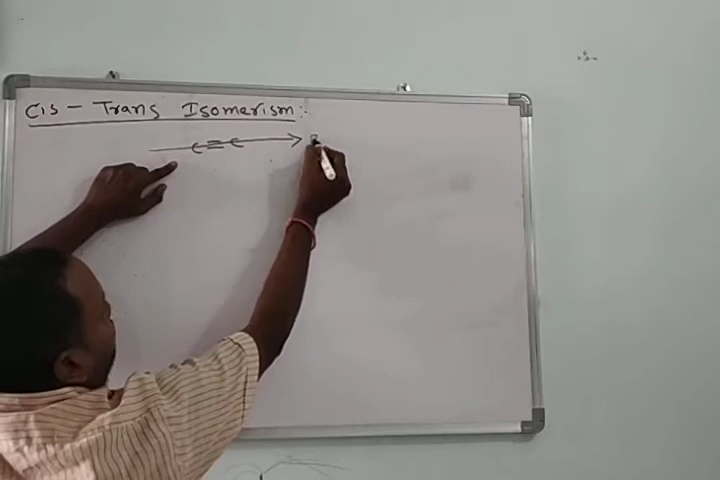 Cis - Trans Isomerism :-
C = C